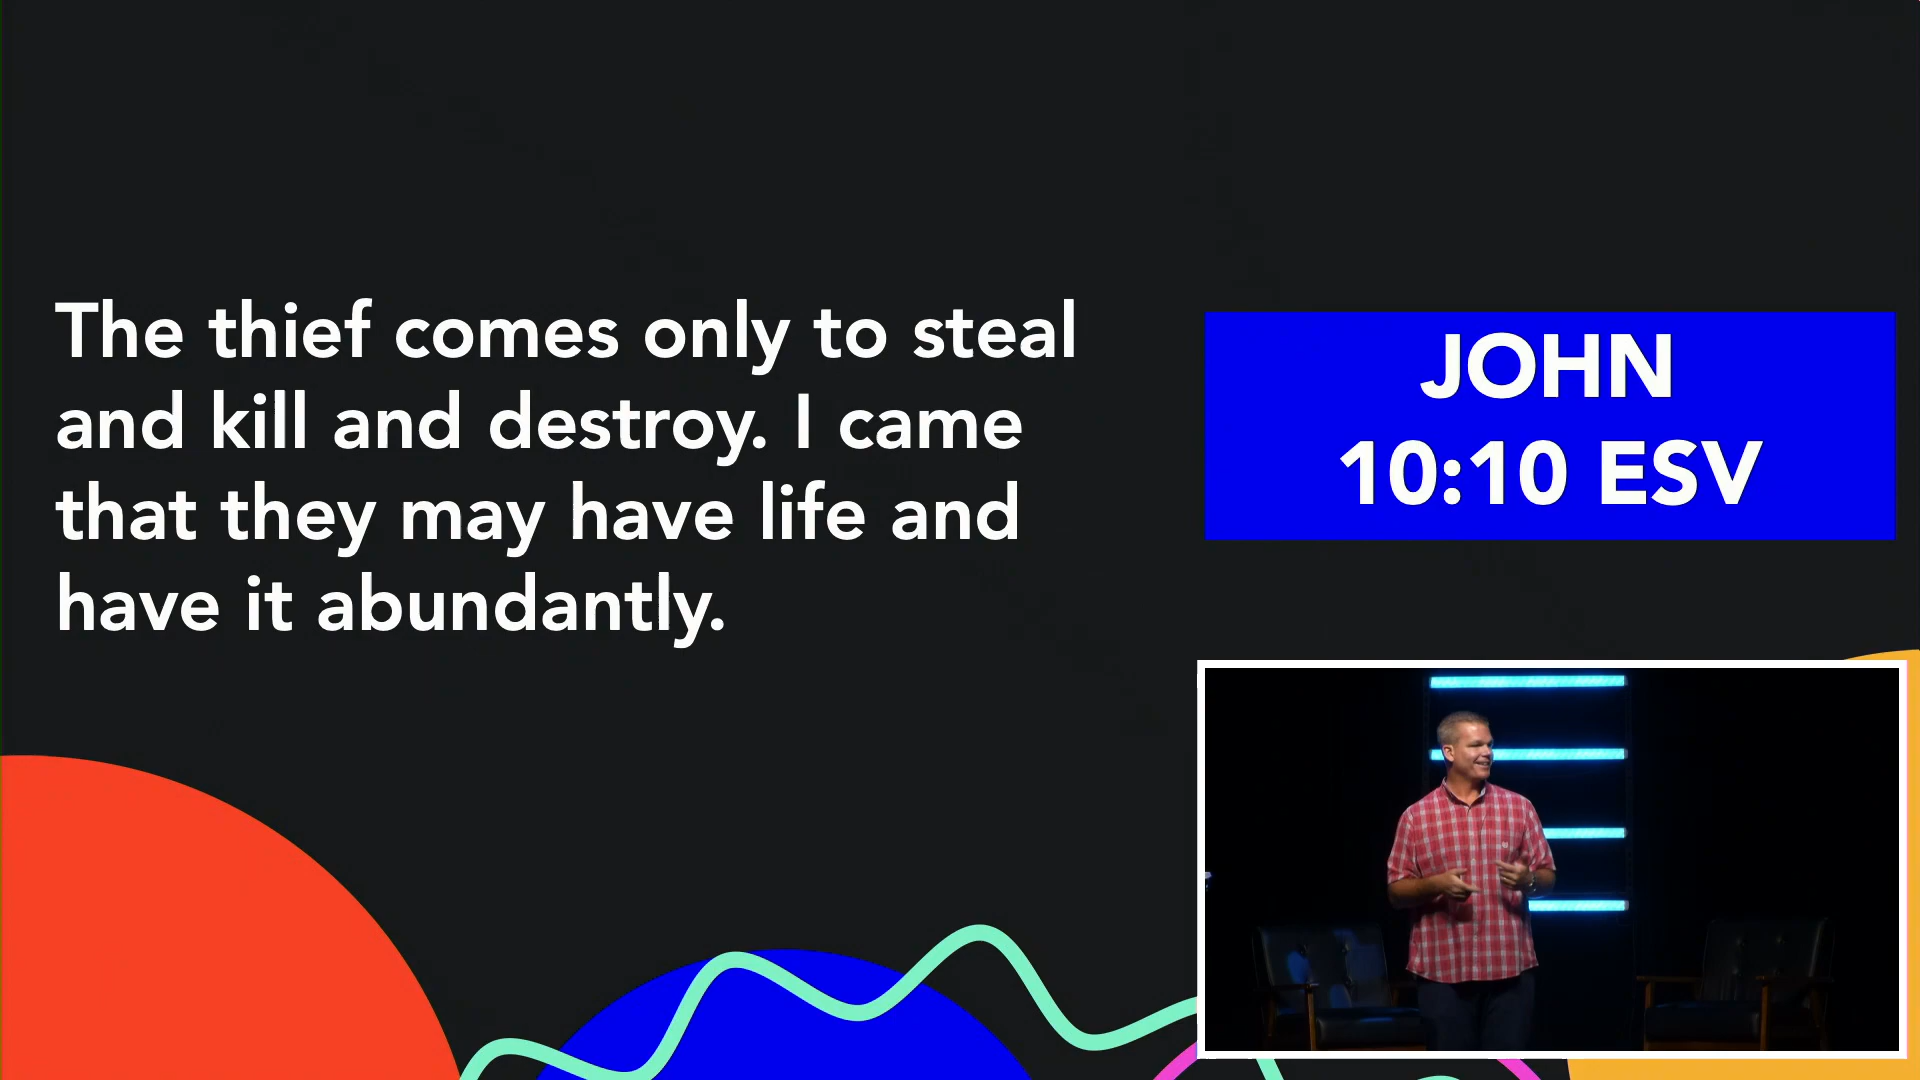 The thief comes only to steal
and kill and destroy. I came
that they may have life and
have it abundantly.
JOHN
10:10 ESV